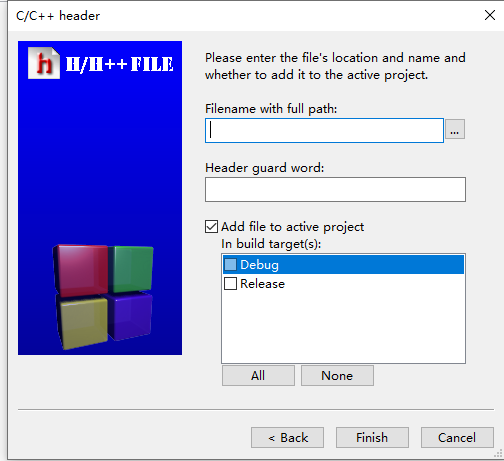 C/C++ header
h
H/H++ FILE
Please enter the file's location and name and
whether to add it to the active project.
Filename with full path:
...
Header guard word:
Add file to active project
In build target(s):
Debug
Release
All
None
< Back
Finish
Cancel